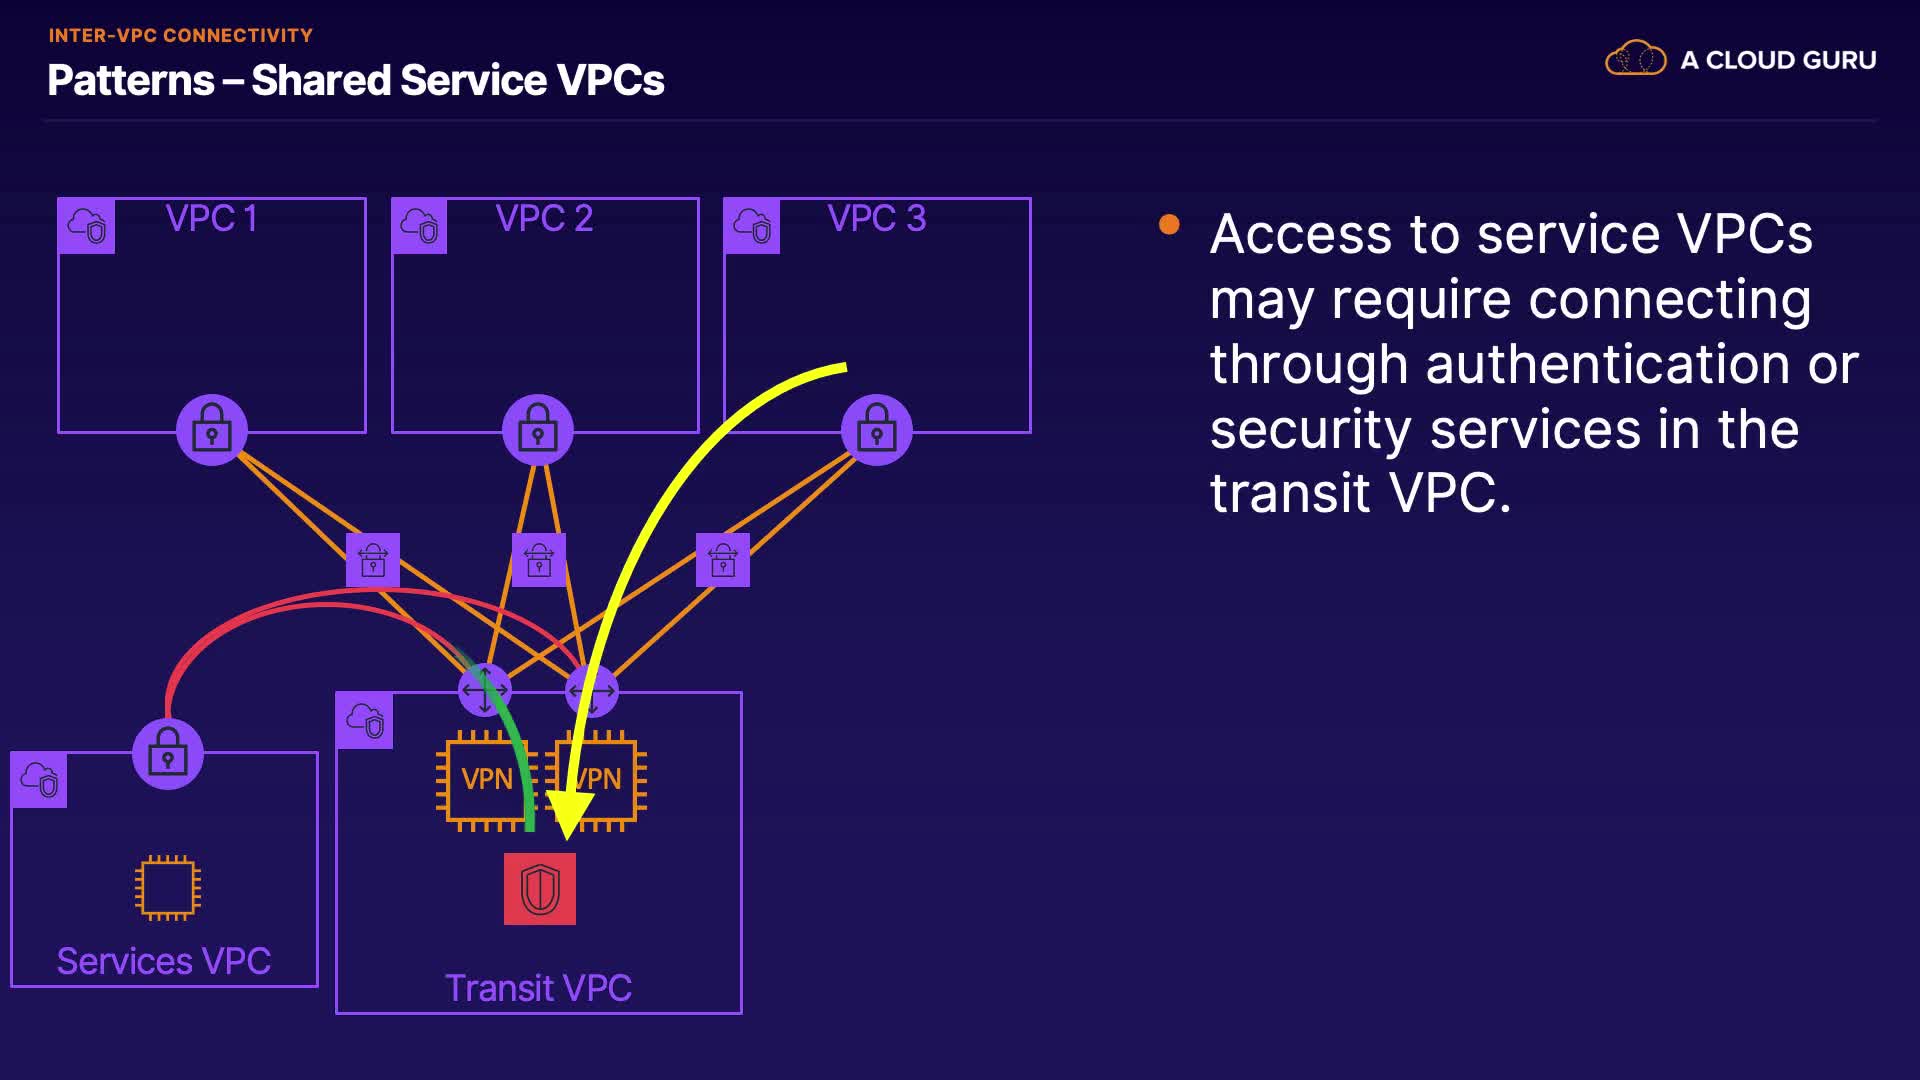 INTER-VPC CONNECTIVITY
Patterns – Shared Service VPCs
A CLOUD GURU
VPC 1
VPC 2
VPC 3
Access to service VPCs
may require connecting
through authentication or
security services in the
transit VPC.
VPN
VPN
Services VPC
Transit VPC